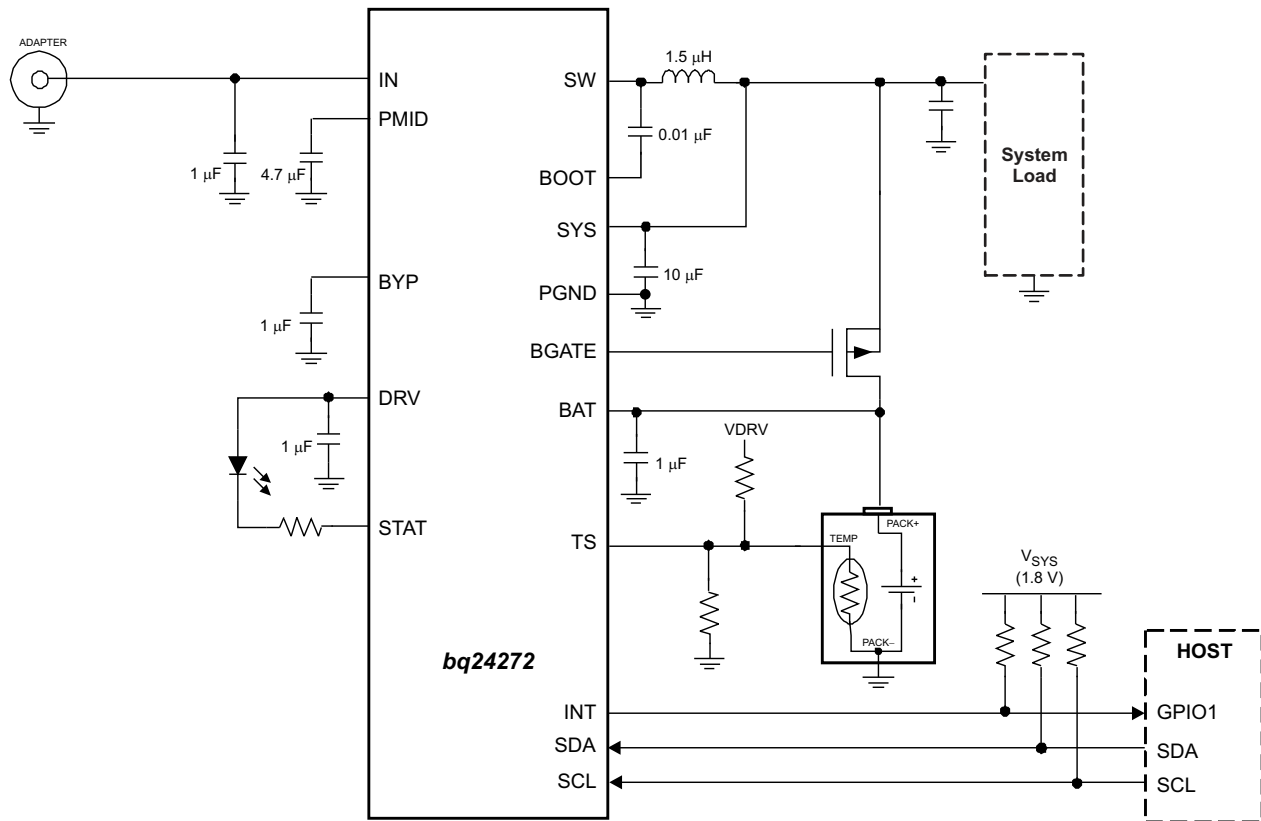 ADAPTER
IN
PMID
1 μF
4.7 μF
BYP
1 μF
DRV
1 μF
STAT
bq24272
SW
1.5 μH
0.01 μF
BOOT
SYS
10 μF
PGND
BGATE
BAT
1 μF
VDRV
TS
INT
SDA
SCL
System
Load
PACK+
TEMP
+
-
PACK–
VSYS
(1.8 V)
HOST
GPIO1
SDA
SCL